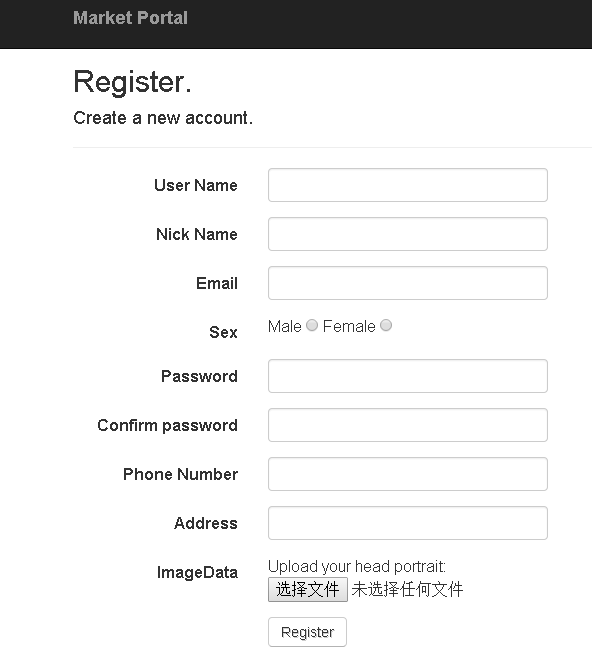 Market Portal
Register.
Create a new account.
User Name
Nick Name
Email
Sex Male Female
Password
Confirm password
Phone Number
Address
ImageData Upload your head portrait:
选择文件 未选择任何文件
Register